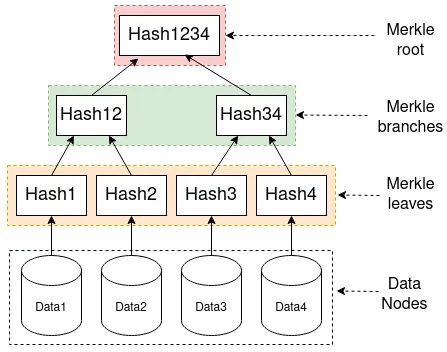 Hash1234
Merkle
root
Hash12
Hash34
Merkle
branches
Hash1
Hash2
Hash3
Hash4
Merkle
leaves
Data1
Data2
Data3
Data4
Data
Nodes